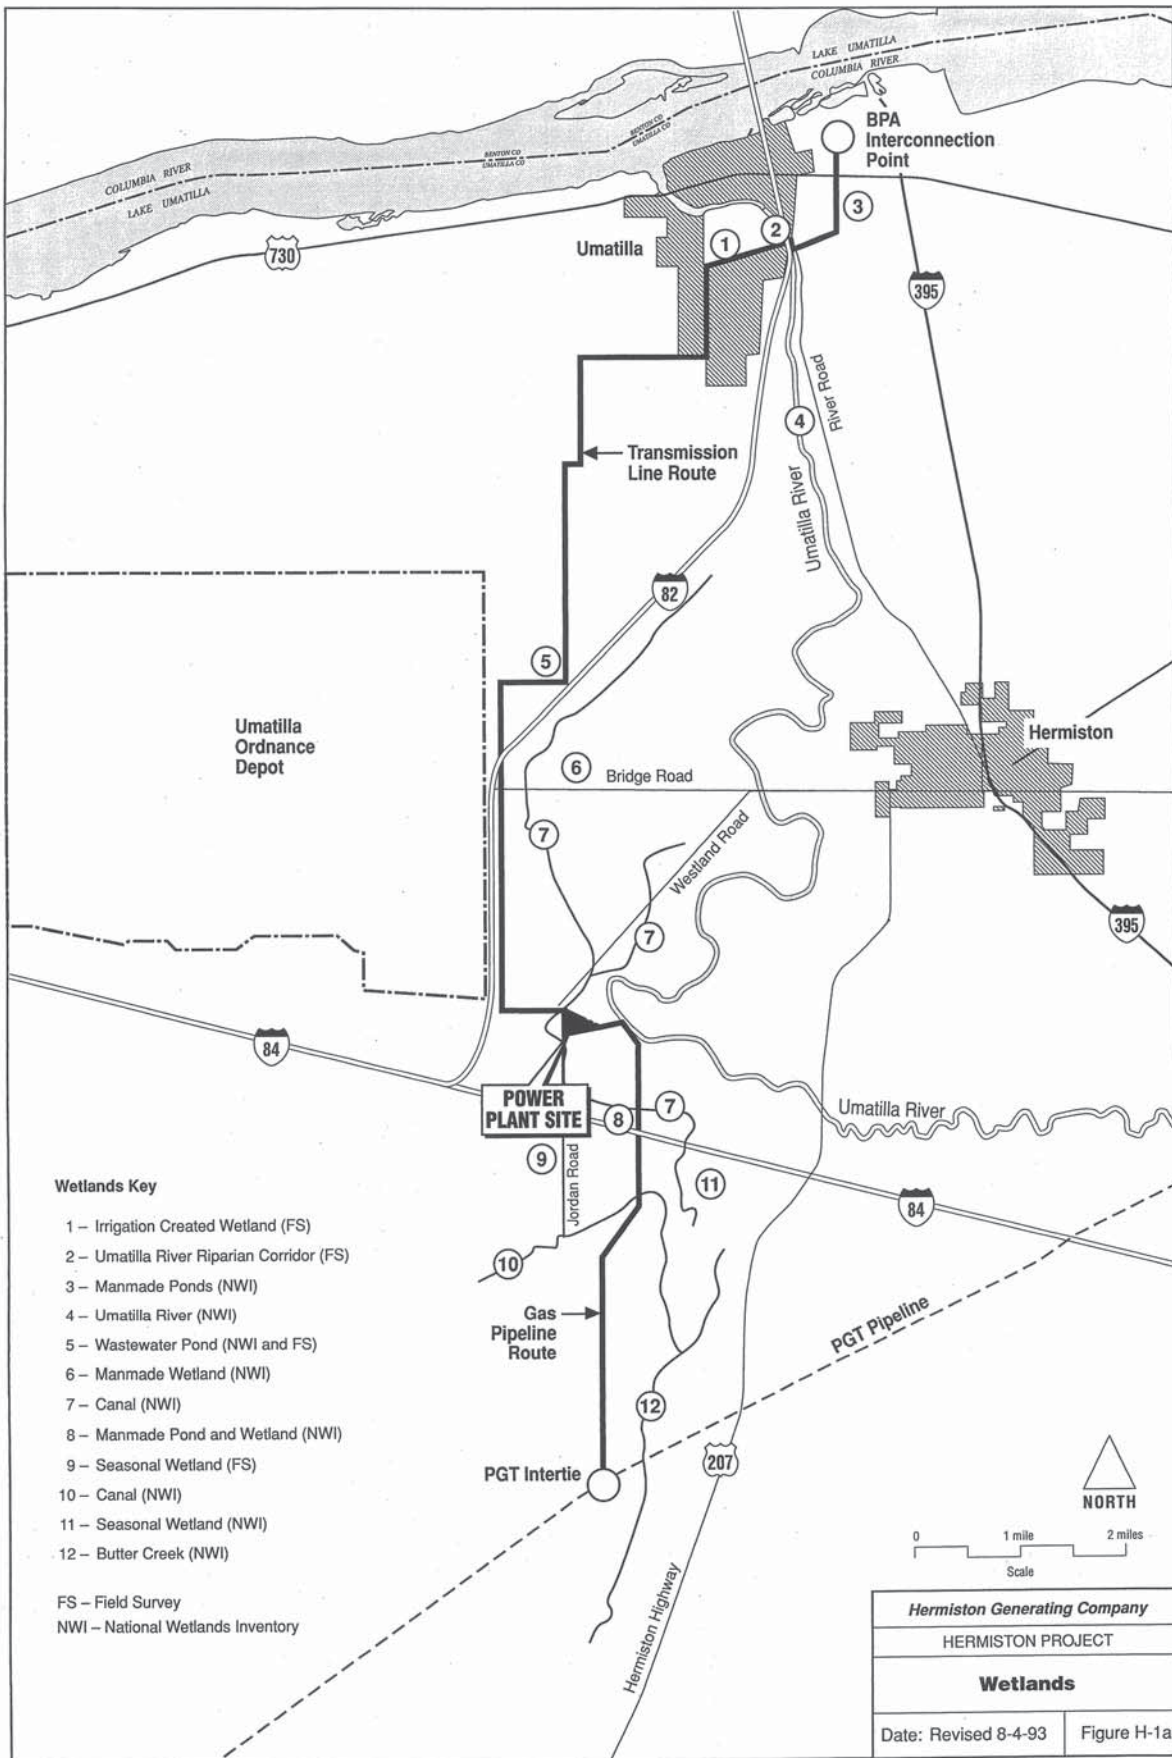 LAKE UMATILLA
COLUMBIA RIVER
BPA
Interconnection
Point
BENTON CO
UMATILLA CO
BENTON CO
UMATILLA CO
COLUMBIA RIVER
LAKE UMATILLA
3
2
1
Umatilla
730
395
River Road
4
Transmission
Line Route
Umatilla River
82
5
Umatilla
Ordnance
Depot
Hermiston
6
Bridge Road
7
Westland Road
395
7
84
POWER
PLANT SITE
7
8
Umatilla River
9
Jordan Road
11
84
10
Gas
Pipeline
Route
PGT Pipeline
12
207
PGT Intertie
Hermiston Highway
Wetlands Key
1 – Irrigation Created Wetland (FS)
2 – Umatilla River Riparian Corridor (FS)
3 – Manmade Ponds (NWI)
4 – Umatilla River (NWI)
5 – Wastewater Pond (NWI and FS)
6 – Manmade Wetland (NWI)
7 – Canal (NWI)
8 – Manmade Pond and Wetland (NWI)
9 – Seasonal Wetland (FS)
10 – Canal (NWI)
11 – Seasonal Wetland (NWI)
12 – Butter Creek (NWI)
FS – Field Survey
NWI – National Wetlands Inventory
NORTH
0 1 mile 2 miles
Scale
Hermiston Generating Company
HERMISTON PROJECT
Wetlands
Date: Revised 8-4-93 Figure H-1a